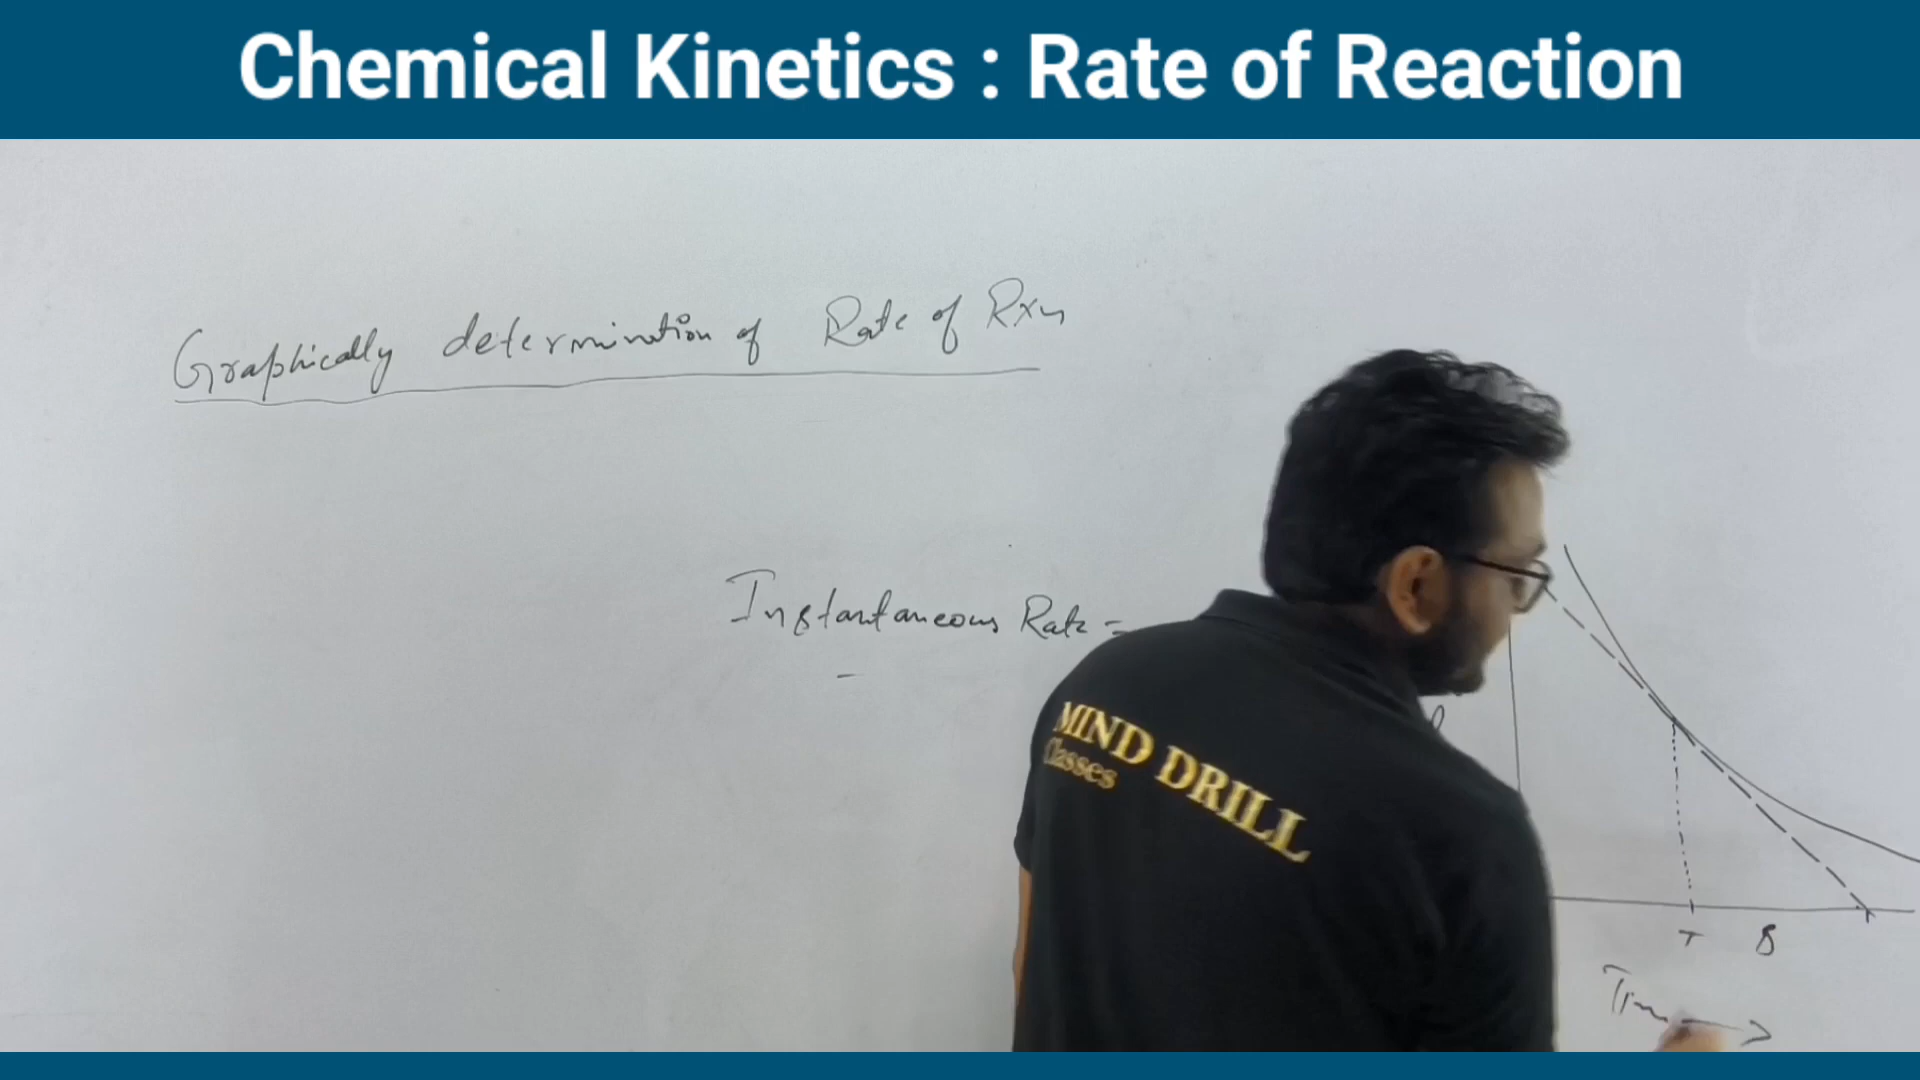 Chemical Kinetics : Rate of Reaction
Graphically determination of Rate of Rxn
Instantaneous Rate =
-
MIND DRILL
Classes
T
Time